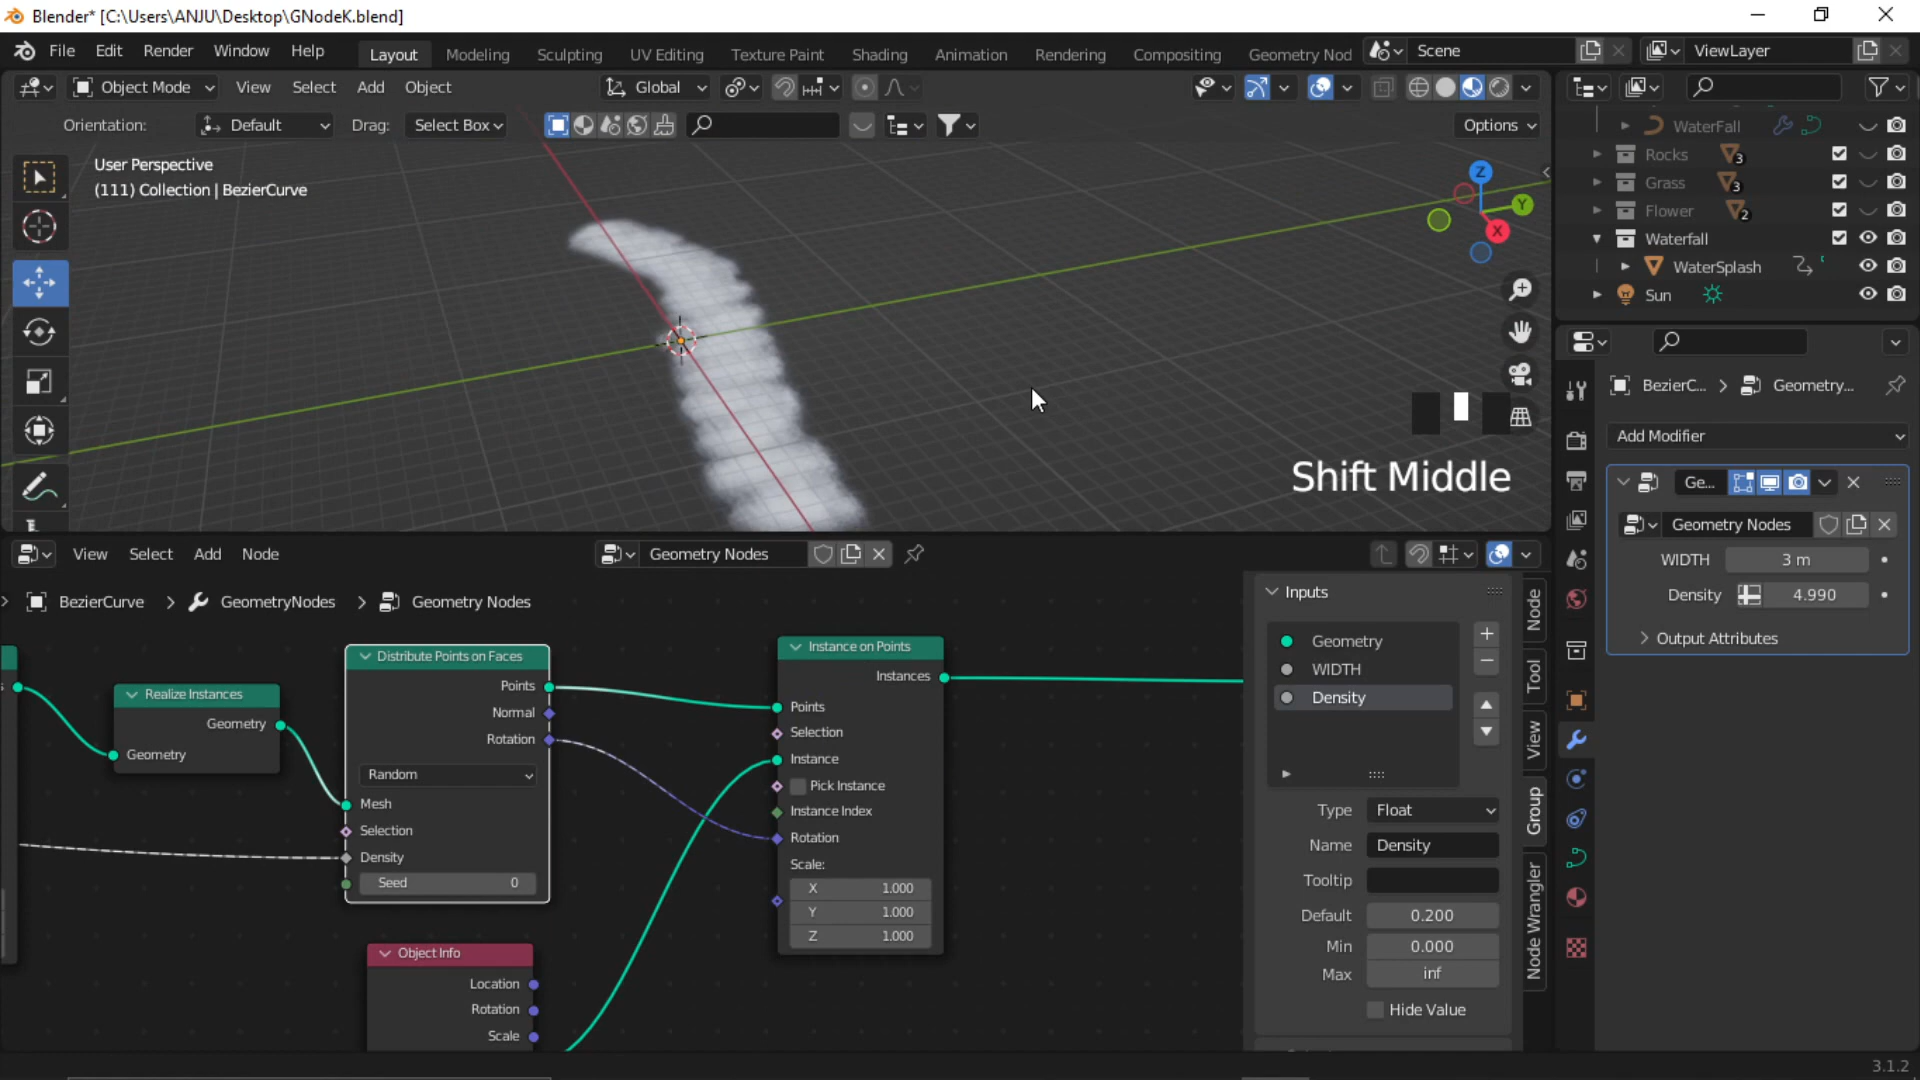 Blender* [C:\Users\ANJU\Desktop\GNodeK.blend]
File Edit Render Window Help Layout Modeling Sculpting UV Editing Texture Paint Shading Animation Rendering Compositing Geometry Nod Scene ViewLayer
Object Mode View Select Add Object Global
Orientation: Default Drag: Select Box Options
User Perspective
(111) Collection | BezierCurve
Z
Y
X
Shift Middle
WaterFall
Rocks 3
Grass 3
Flower 2
Waterfall
WaterSplash
Sun
BezierC... > Geometry...
Add Modifier
Ge...
Geometry Nodes
WIDTH 3 m
Density 4.990
Output Attributes
View Select Add Node Geometry Nodes
BezierCurve > GeometryNodes > Geometry Nodes
Realize Instances
Geometry
Geometry
Distribute Points on Faces
Points
Normal
Rotation
Random
Mesh
Selection
Density
Seed 0
Object Info
Location
Rotation
Scale
Instance on Points
Instances
Points
Selection
Instance
Pick Instance
Instance Index
Rotation
Scale:
X 1.000
Y 1.000
Z 1.000
Inputs
Geometry
WIDTH
Density
Type Float
Name Density
Tooltip
Default 0.200
Min 0.000
Max inf
Hide Value
Node
Tool
View
Group
Node Wrangler
3.1.2